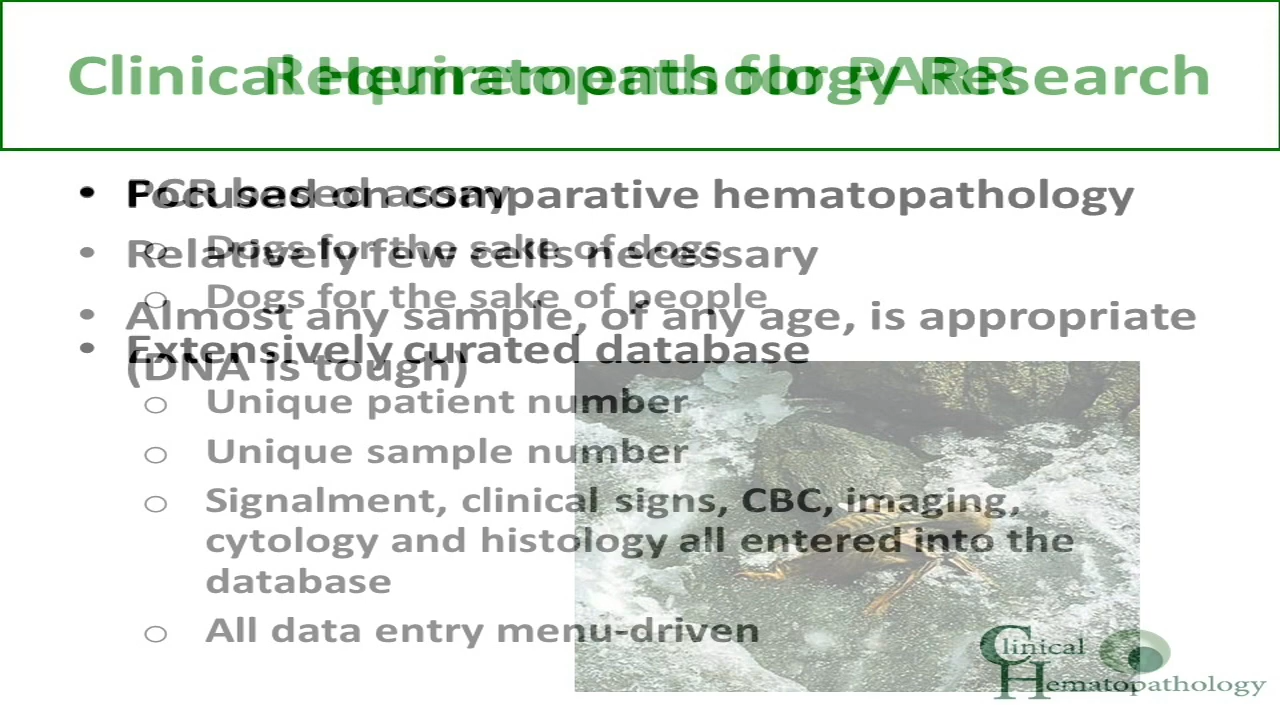 Clinical Hematopathology Research
Requirements for PARR
• Focused on comparative hematopathology
• PCR based assay
o Dogs for the sake of dogs
• Relatively few cells necessary
o Dogs for the sake of people
• Almost any sample, of any age, is appropriate
(DNA is tough)
• Extensively curated database
o Unique patient number
o Unique sample number
o Signalment, clinical signs, CBC, imaging,
cytology and histology all entered into the
database
o All data entry menu-driven
Clinical
Hematopathology